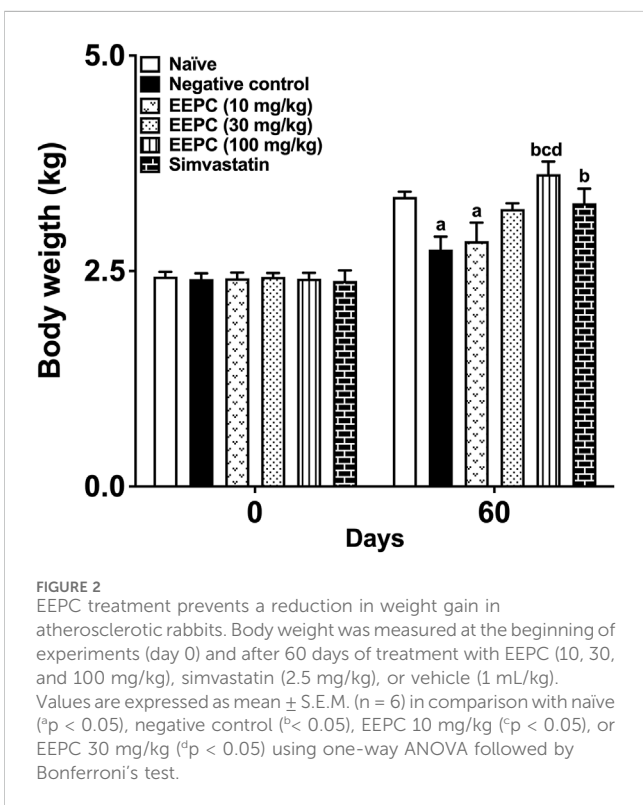 5.0
Naïve
Negative control
EEPC (10 mg/kg)
EEPC (30 mg/kg)
EEPC (100 mg/kg)
Simvastatin
bcd
b
a
a
Body weigth (kg)
2.5
0.0
0
60
Days
FIGURE 2
EEPC treatment prevents a reduction in weight gain in
atherosclerotic rabbits. Body weight was measured at the beginning of
experiments (day 0) and after 60 days of treatment with EEPC (10, 30,
and 100 mg/kg), simvastatin (2.5 mg/kg), or vehicle (1 mL/kg).
Values are expressed as mean ± S.E.M. (n = 6) in comparison with naïve
(ᵃp < 0.05), negative control (ᵇ< 0.05), EEPC 10 mg/kg (ᶜp < 0.05), or
EEPC 30 mg/kg (ᵈp < 0.05) using one-way ANOVA followed by
Bonferroni’s test.